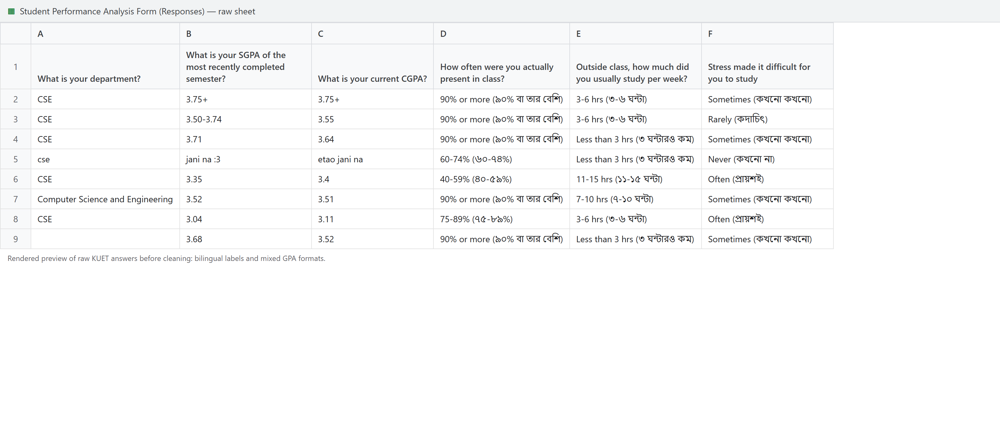 Student Performance Analysis Form (Responses) — raw sheet
A B C D E F
1 What is your department? What is your SGPA of the most recently completed semester? What is your current CGPA? How often were you actually present in class? Outside class, how much did you usually study per week? Stress made it difficult for you to study
2 CSE 3.75+ 3.75+ 90% or more (৯০% বা তার বেশি) 3-6 hrs (৩-৬ ঘন্টা) Sometimes (কখনো কখনো)
3 CSE 3.50-3.74 3.55 90% or more (৯০% বা তার বেশি) 3-6 hrs (৩-৬ ঘন্টা) Rarely (কদাচিৎ)
4 CSE 3.71 3.64 90% or more (৯০% বা তার বেশি) Less than 3 hrs (৩ ঘন্টারও কম) Sometimes (কখনো কখনো)
5 cse jani na :3 etao jani na 60-74% (৬০-৭৪%) Less than 3 hrs (৩ ঘন্টারও কম) Never (কখনো না)
6 CSE 3.35 3.4 40-59% (৪০-৫৯%) 11-15 hrs (১১-১৫ ঘন্টা) Often (প্রায়শই)
7 Computer Science and Engineering 3.52 3.51 90% or more (৯০% বা তার বেশি) 7-10 hrs (৭-১০ ঘন্টা) Sometimes (কখনো কখনো)
8 CSE 3.04 3.11 75-89% (৭৫-৮৯%) 3-6 hrs (৩-৬ ঘন্টা) Often (প্রায়শই)
9 3.68 3.52 90% or more (৯০% বা তার বেশি) Less than 3 hrs (৩ ঘন্টারও কম) Sometimes (কখনো কখনো)
Rendered preview of raw KUET answers before cleaning: bilingual labels and mixed GPA formats.